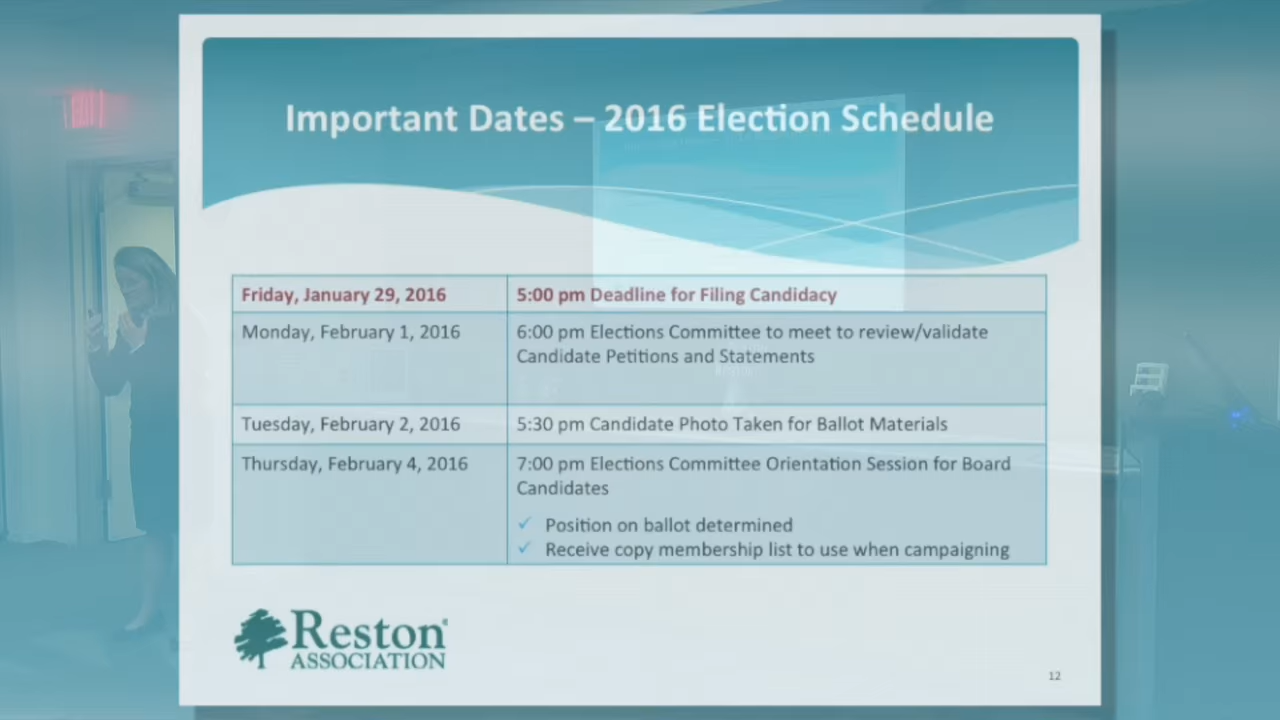 Important Dates – 2016 Election Schedule
Friday, January 29, 2016
5:00 pm Deadline for Filing Candidacy
Monday, February 1, 2016
6:00 pm Elections Committee to meet to review/validate
Candidate Petitions and Statements
Tuesday, February 2, 2016
5:30 pm Candidate Photo Taken for Ballot Materials
Thursday, February 4, 2016
7:00 pm Elections Committee Orientation Session for Board
Candidates
✓ Position on ballot determined
✓ Receive copy membership list to use when campaigning
Reston®
ASSOCIATION
12